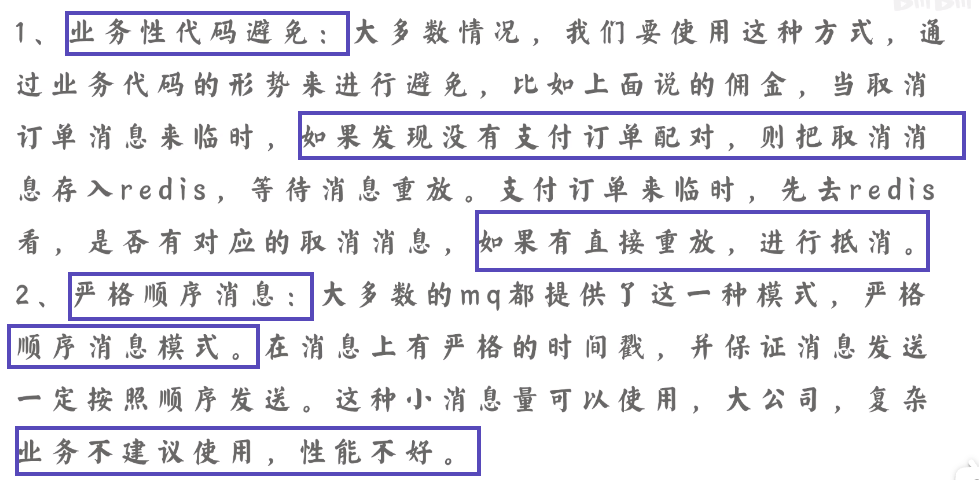 1、业务性代码避免：大多数情况，我们要使用这种方式，通
过业务代码的形势来进行避免，比如上面说的佣金，当取消
订单消息来临时，如果发现没有支付订单配对，则把取消消
息存入redis，等待消息重放。支付订单来临时，先去redis
看，是否有对应的取消消息，如果有直接重放，进行抵消。
2、严格顺序消息：大多数的mq都提供了这一种模式，严格
顺序消息模式。在消息上有严格的时间戳，并保证消息发送
一定按照顺序发送。这种小消息量可以使用，大公司，复杂
业务不建议使用，性能不好。